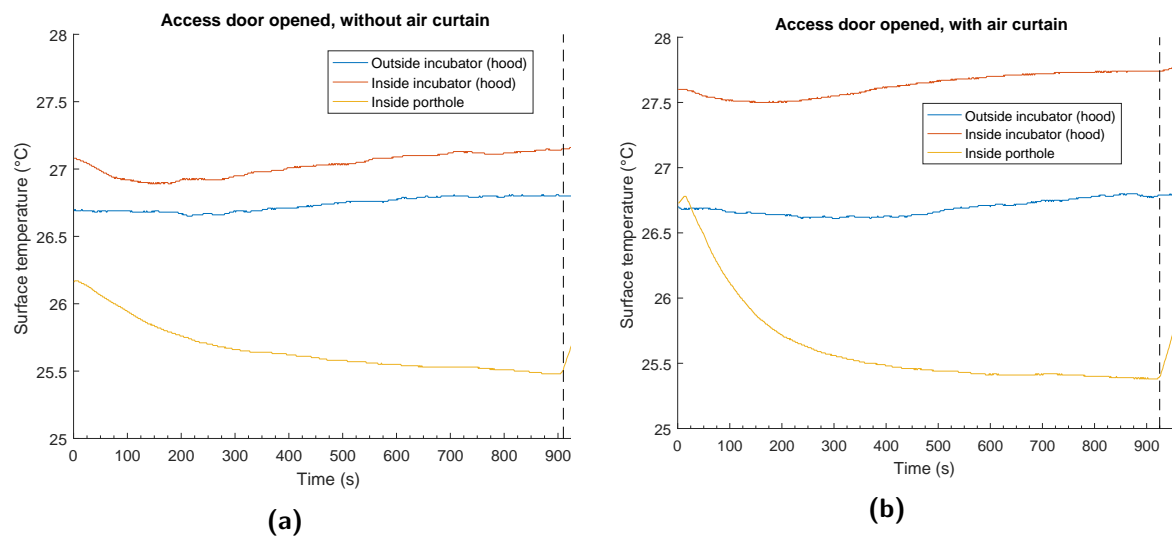 Access door opened, without air curtain
28
27.5
27
26.5
26
25.5
25
Surface temperature (°C)
Outside incubator (hood)
Inside incubator (hood)
Inside porthole
0 100 200 300 400 500 600 700 800 900
Time (s)
(a)
Access door opened, with air curtain
28
27.5
27
26.5
26
25.5
25
Surface temperature (°C)
Outside incubator (hood)
Inside incubator (hood)
Inside porthole
0 100 200 300 400 500 600 700 800 900
Time (s)
(b)